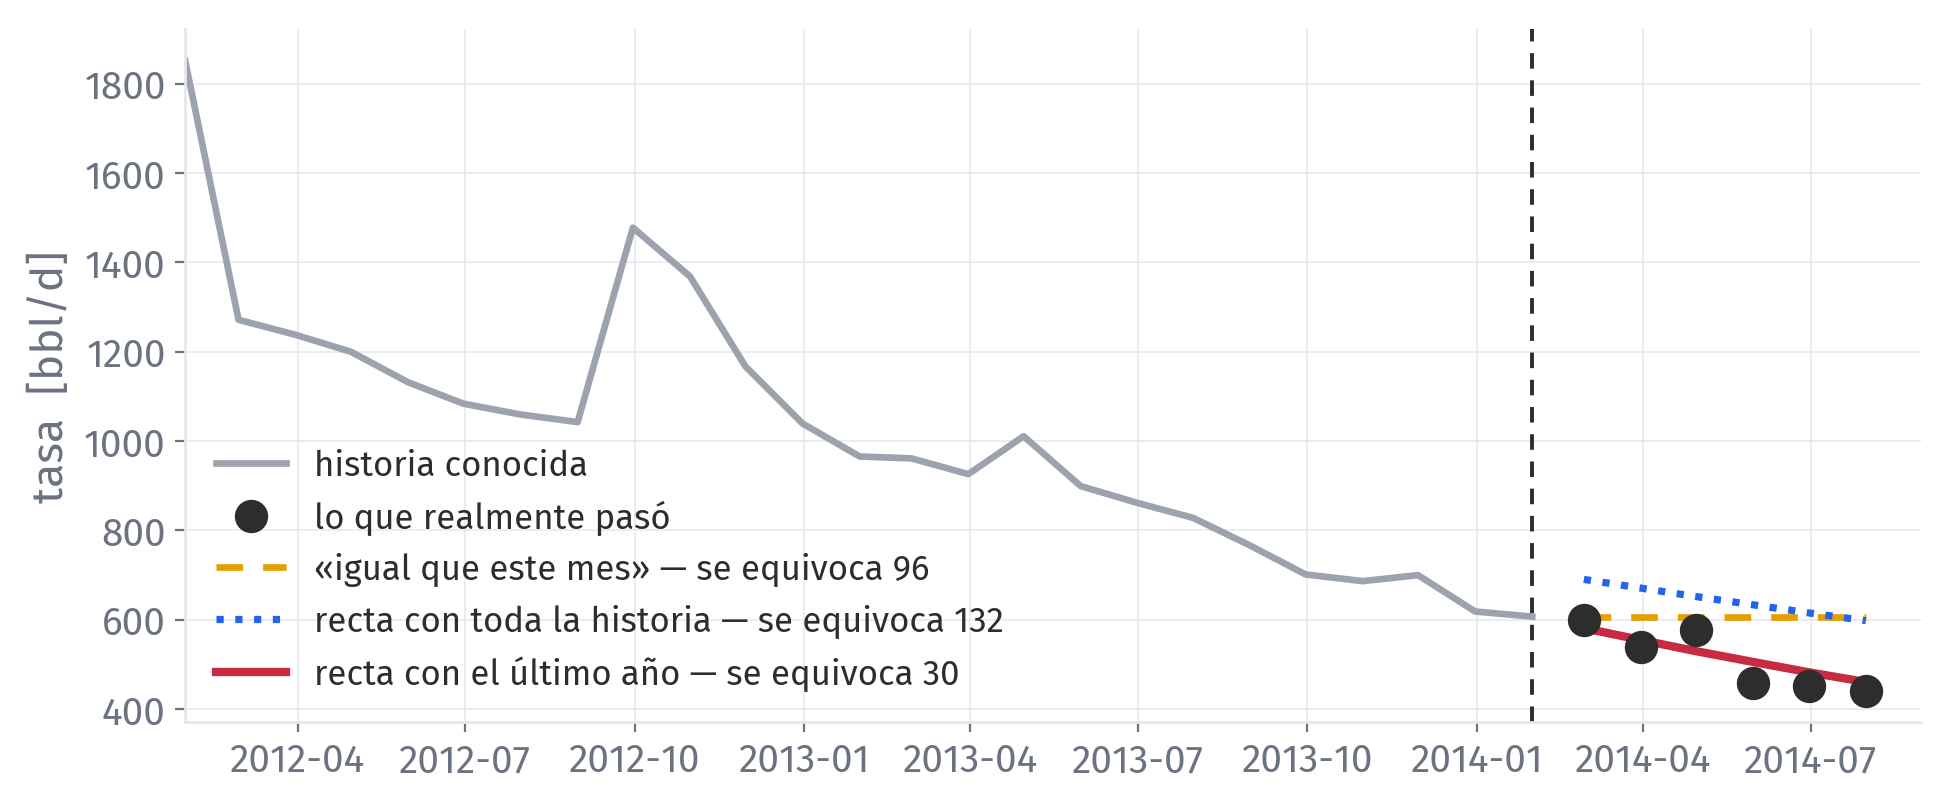 1800
1600
1400
1200
1000
800
600
400
tasa [bbl/d]
historia conocida
lo que realmente pasó
«igual que este mes» — se equivoca 96
recta con toda la historia — se equivoca 132
recta con el último año — se equivoca 30
2012-04 2012-07 2012-10 2013-01 2013-04 2013-07 2013-10 2014-01 2014-04 2014-07